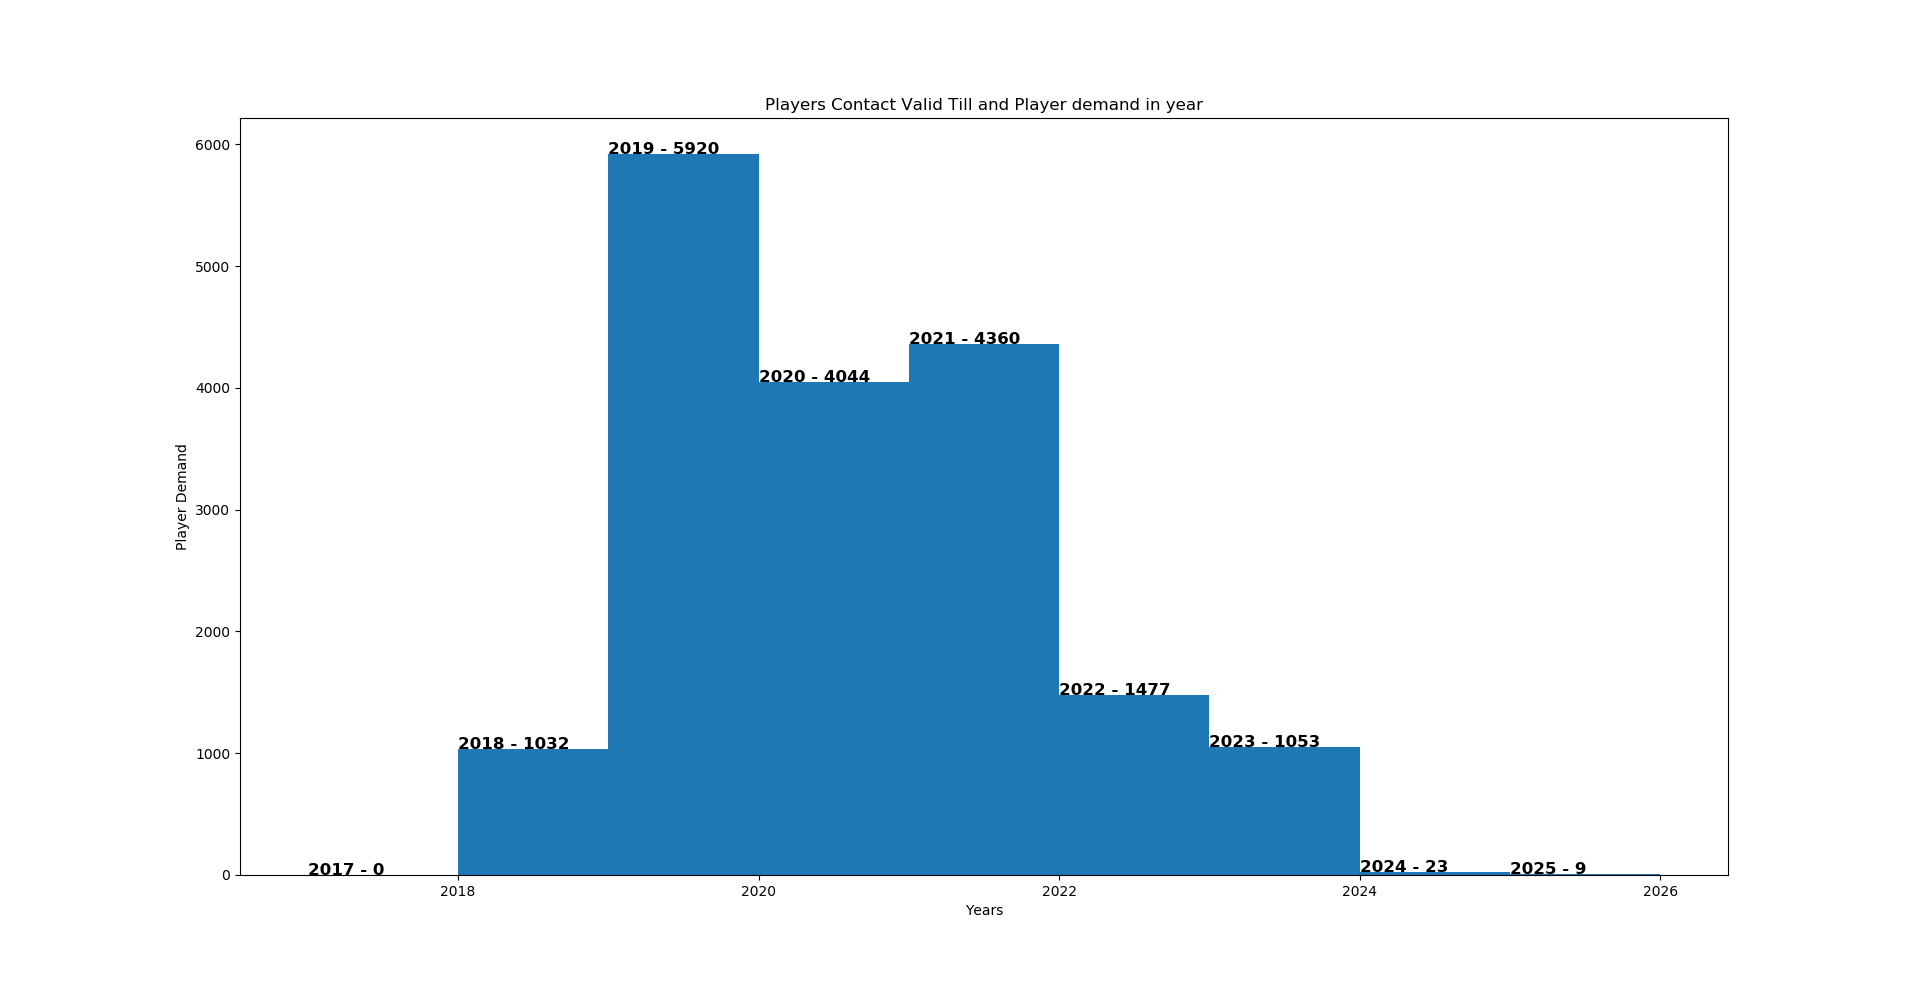 Players Contact Valid Till and Player demand in year
6000
5000
4000
3000
2000
1000
0
Player Demand
2017 - 0
2018 - 1032
2019 - 5920
2020 - 4044
2021 - 4360
2022 - 1477
2023 - 1053
2024 - 23
2025 - 9
2018
2020
2022
2024
2026
Years